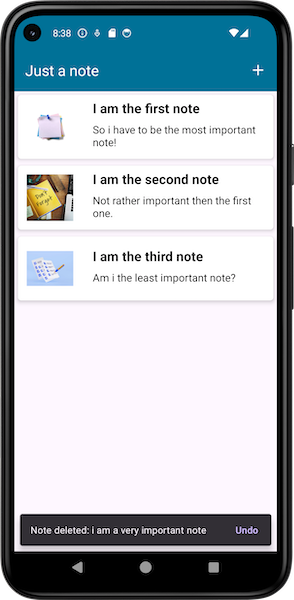 8:38
Just a note
+
I am the first note
So i have to be the most important
note!
I am the second note
Don't
Forget
Not rather important then the first
one.
I am the third note
Am i the least important note?
Note deleted: i am a very important note Undo